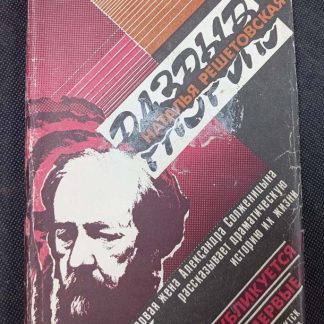 НАТАЛЬЯ РЕШЕТОВСКАЯ
РАЗРЫВ
первая жена Александра Солженицына
рассказывает драматическую
историю их жизни
ПУБЛИКУЕТСЯ
ВПЕРВЫЕ